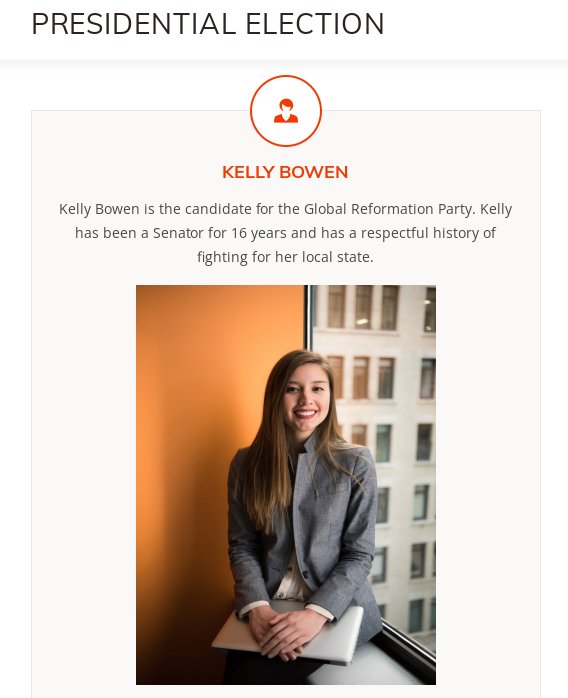 PRESIDENTIAL ELECTION
KELLY BOWEN
Kelly Bowen is the candidate for the Global Reformation Party. Kelly
has been a Senator for 16 years and has a respectful history of
fighting for her local state.